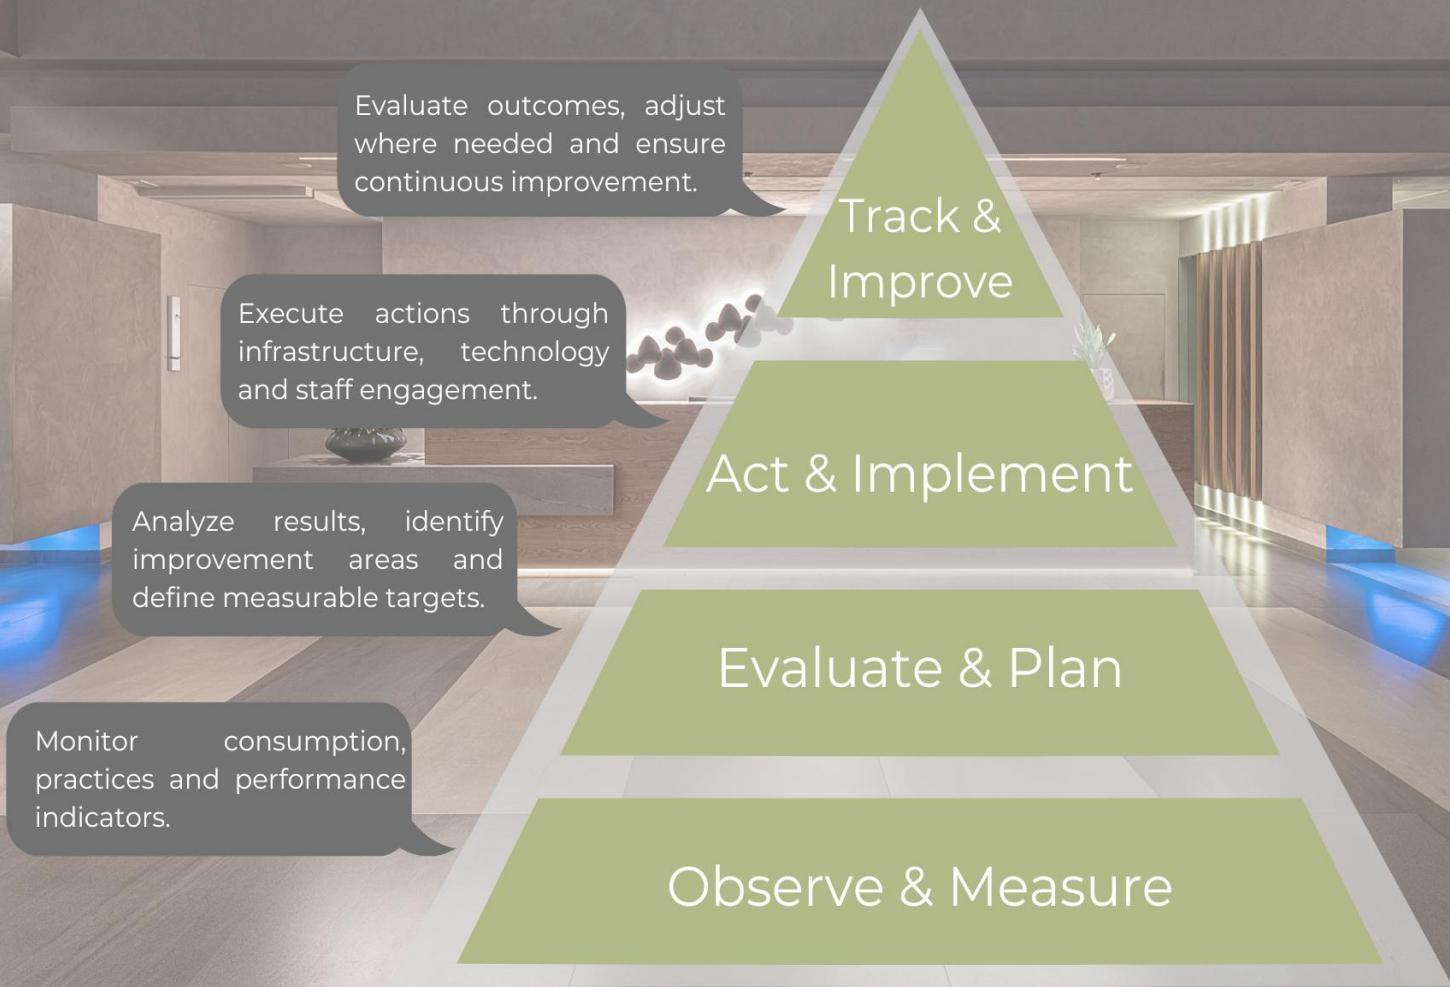 Evaluate outcomes, adjust
where needed and ensure
continuous improvement.
Track &
Improve
Execute actions through
infrastructure, technology
and staff engagement.
Act & Implement
Analyze results, identify
improvement areas and
define measurable targets.
Evaluate & Plan
Monitor consumption,
practices and performance
indicators.
Observe & Measure